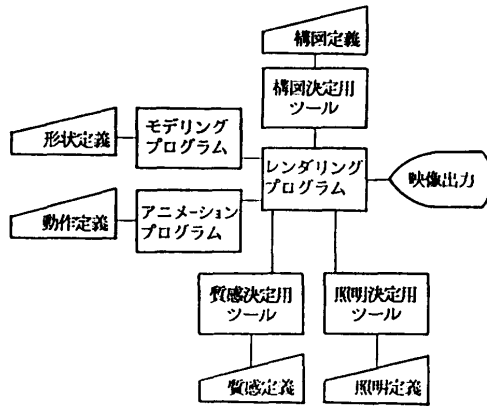 構図定義
構図決定用
ツール
形状定義
モデリング
プログラム
レンダリング
プログラム
映像出力
動作定義
アニメーション
プログラム
質感決定用
ツール
照明決定用
ツール
質感定義
照明定義